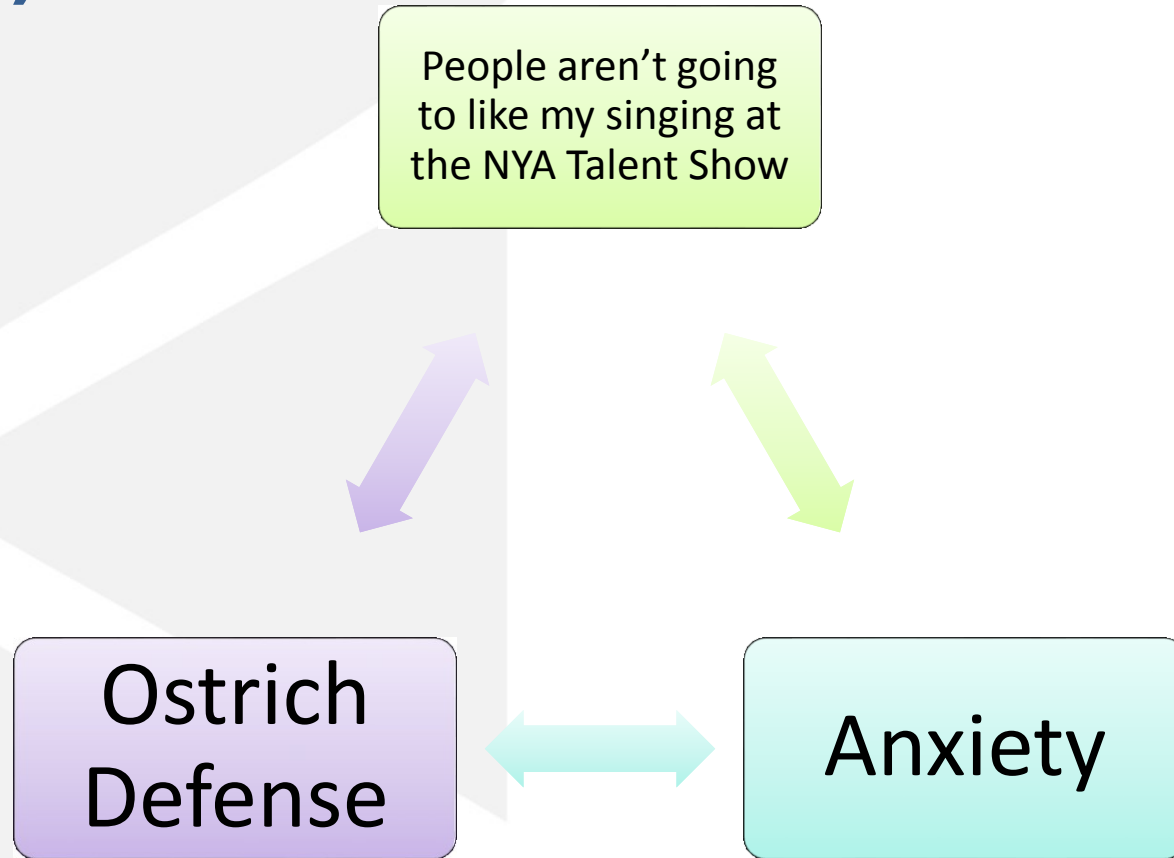 People aren’t going
to like my singing at
the NYA Talent Show
Ostrich
Defense
Anxiety